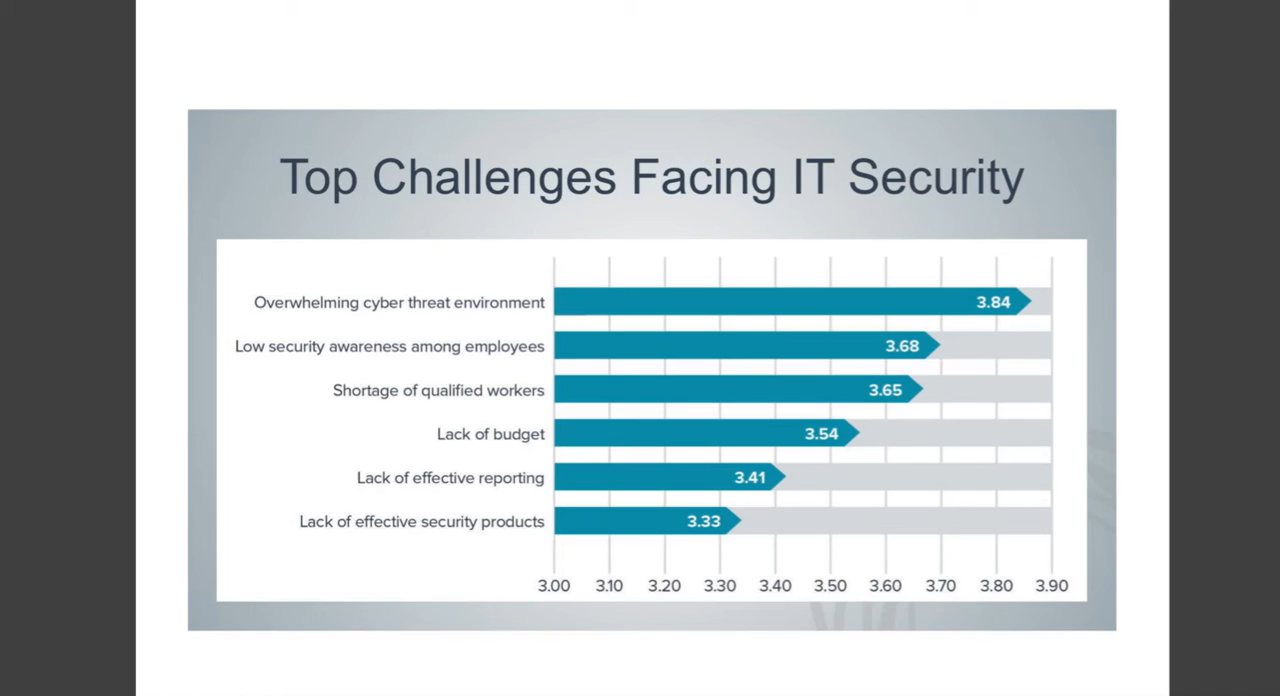 Top Challenges Facing IT Security
Overwhelming cyber threat environment 3.84
Low security awareness among employees 3.68
Shortage of qualified workers 3.65
Lack of budget 3.54
Lack of effective reporting 3.41
Lack of effective security products 3.33
3.00 3.10 3.20 3.30 3.40 3.50 3.60 3.70 3.80 3.90